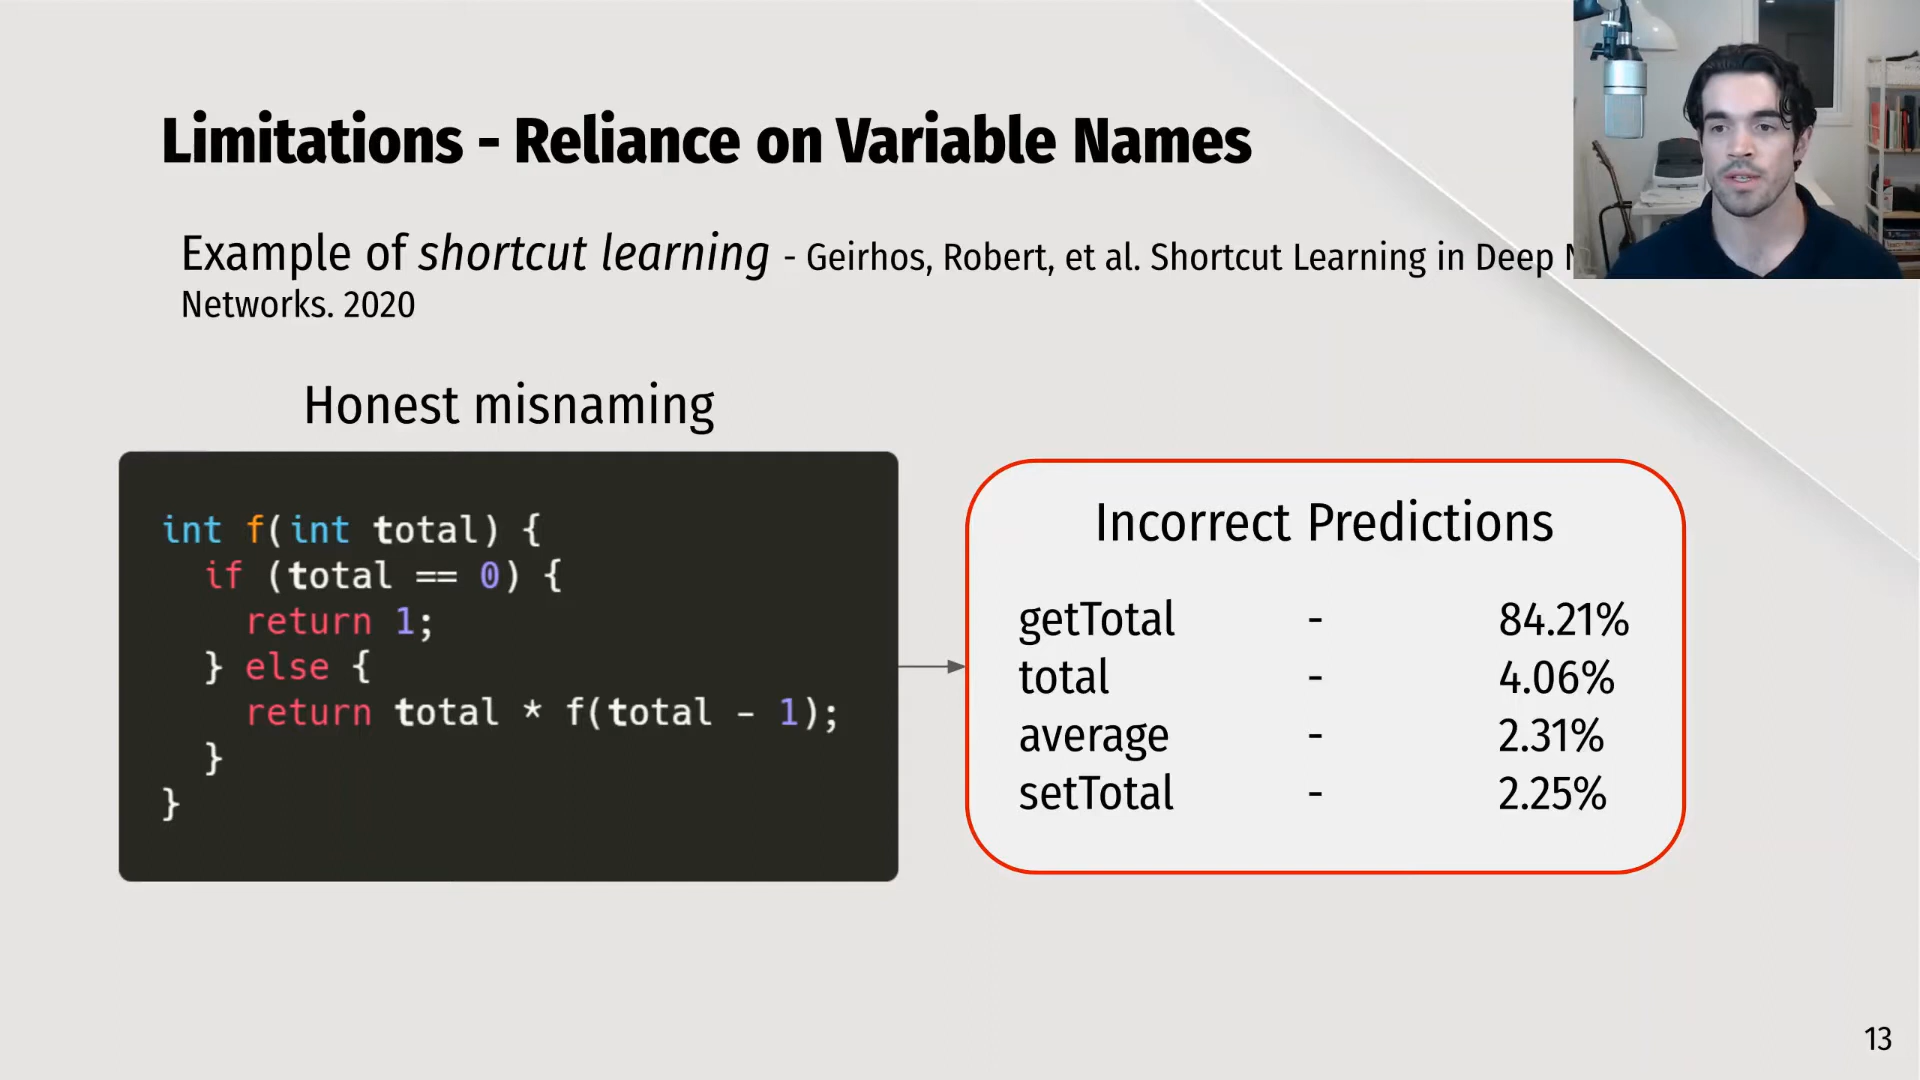 Limitations - Reliance on Variable Names
Example of shortcut learning - Geirhos, Robert, et al. Shortcut Learning in Deep
Networks. 2020
Honest misnaming
int f(int total) {
if (total == 0) {
return 1;
} else {
return total * f(total - 1);
}
}
Incorrect Predictions
getTotal - 84.21%
total - 4.06%
average - 2.31%
setTotal - 2.25%
13